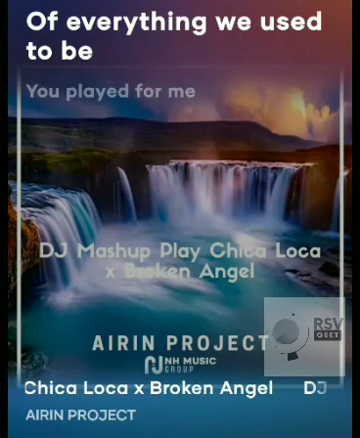 Of everything we used
to be
You played for me
DJ Mashup Play Chica Loca
x Broken Angel
AIRIN PROJECT
NH MUSIC
GROUP
RSV
GEET
Chica Loca x Broken Angel DJ
AIRIN PROJECT